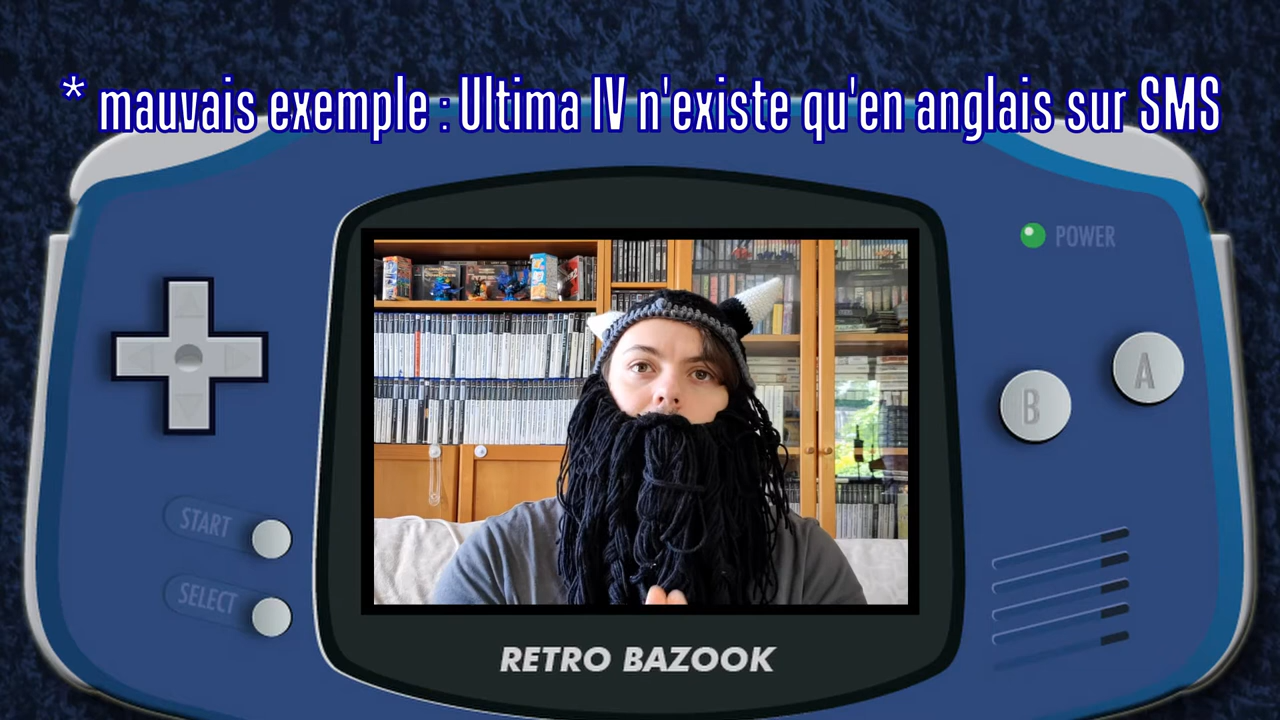 * mauvais exemple : Ultima IV n'existe qu'en anglais sur SMS
POWER
A
B
START
SELECT
RETRO BAZOOK